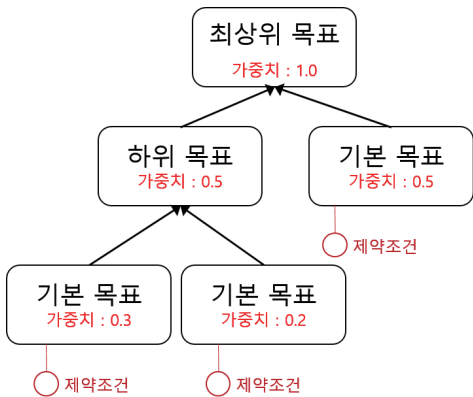 최상위 목표
가중치 : 1.0
하위 목표
가중치 : 0.5
기본 목표
가중치 : 0.5
제약조건
기본 목표
가중치 : 0.3
기본 목표
가중치 : 0.2
제약조건
제약조건